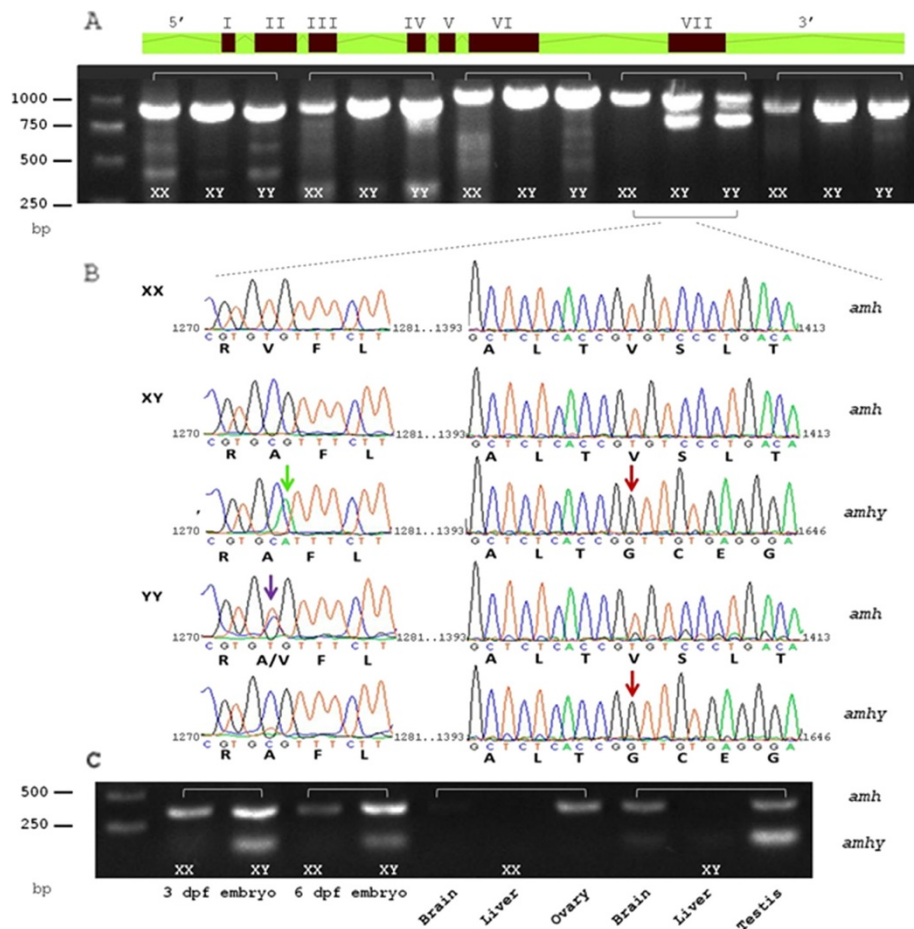 A
5' I II III IV V VI VII 3'
1000
750
500
250
bp
XX XY YY XX XY YY XX XY YY XX XY YY XX XY YY
B
XX
1270 1281..1393 1413 amh
C G T G T G T T T C T T G C T C T C A C C G T G T C C C T G A C A
R V F L A L T V S L T
XY
1270 1281..1393 1413 amh
C G T G C G T T T C T T G C T C T C A C C G T G T C C C T G A C A
R A F L A L T V S L T
1270 1281..1393 1646 amhy
C G T G C A T T T C T T G C T C T C A C C G G T T G T G A G G G A
R A F L A L T G C E G
YY
1270 1281..1393 1413 amh
C G T G T G T T T C T T G C T C T C A C C G T G T C C C T G A C A
R A/V F L A L T V S L T
1270 1281..1393 1646 amhy
C G T G C G T T T C T T G C T C T C A C C G G T T G T G A G G G A
R A F L A L T G C E G
C
500 amh
250 amhy
bp
XX XY XX XY XX XY
3 dpf embryo 6 dpf embryo Brain Liver Ovary Brain Liver Testis